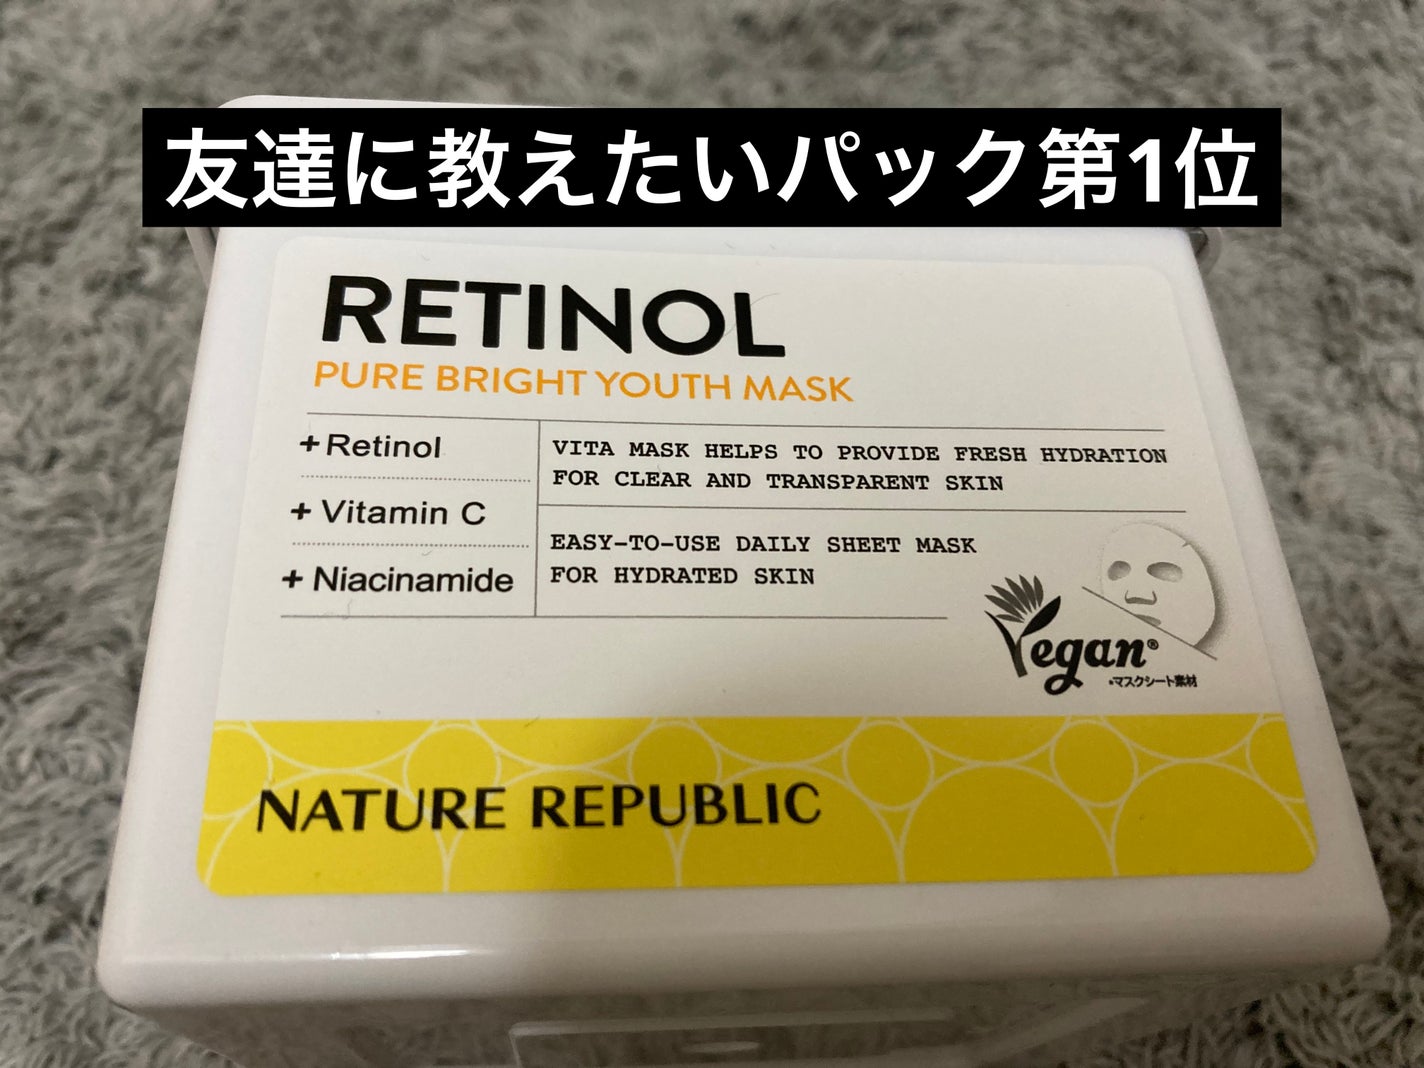 友達に教えたいパック第1位
RETINOL
PURE BRIGHT YOUTH MASK
+Retinol
+ Vitamin C
+ Niacinamide
VITA MASK HELPS TO PROVIDE FRESH HYDRATION
FOR CLEAR AND TRANSPARENT SKIN
EASY-TO-USE DAILY SHEET MASK
FOR HYDRATED SKIN
Vegan®
*マスクシート素材
NATURE REPUBLIC